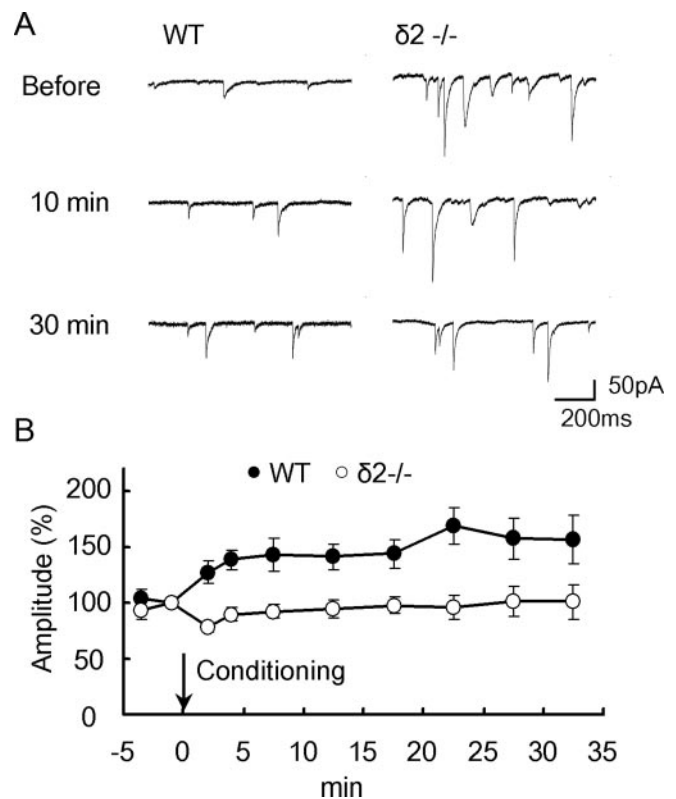 A
WT δ2 -/-
Before
10 min
30 min
50pA
200ms
B
WT δ2-/-
200
150
100
50
0
Amplitude (%)
Conditioning
-5 0 5 10 15 20 25 30 35
min